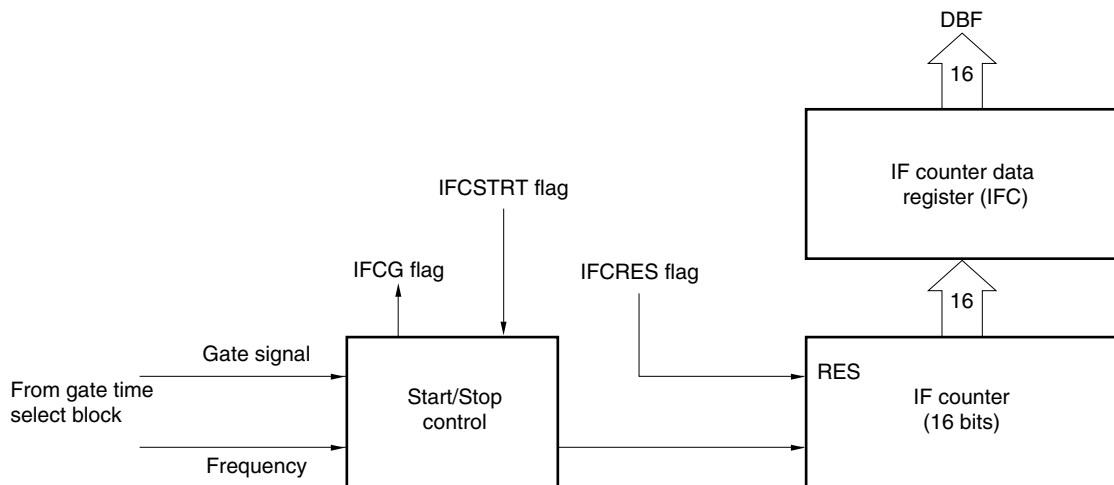 DBF
16
IF counter data
register (IFC)
IFCSTRT flag
IFCG flag
IFCRES flag
16
Gate signal
From gate time
select block
Frequency
Start/Stop
control
RES
IF counter
(16 bits)